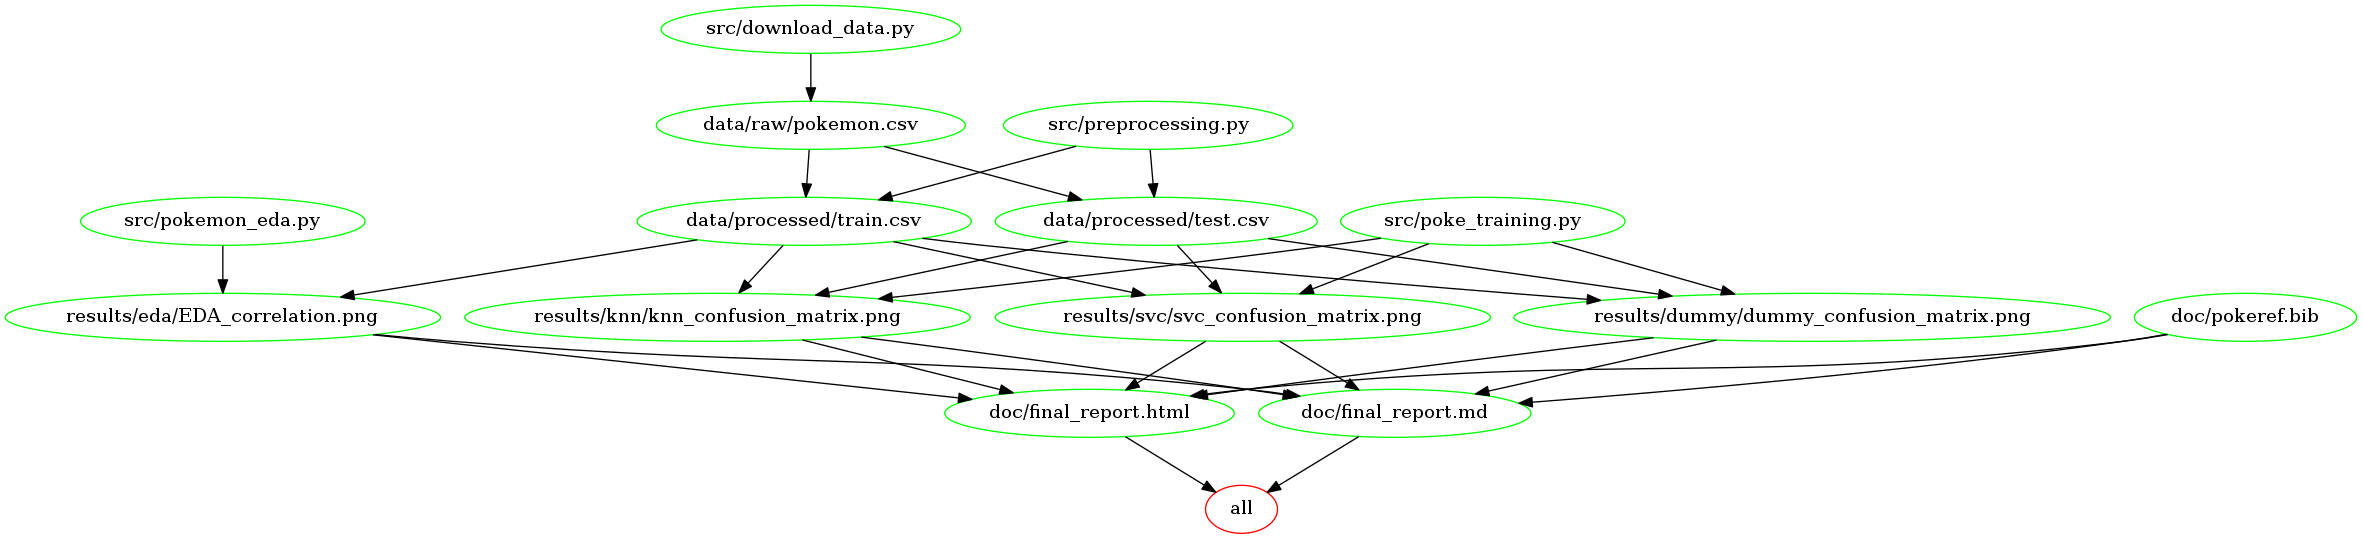 src/download_data.py
data/raw/pokemon.csv
src/preprocessing.py
src/pokemon_eda.py
data/processed/train.csv
data/processed/test.csv
src/poke_training.py
results/eda/EDA_correlation.png
results/knn/knn_confusion_matrix.png
results/svc/svc_confusion_matrix.png
results/dummy/dummy_confusion_matrix.png
doc/pokeref.bib
doc/final_report.html
doc/final_report.md
all